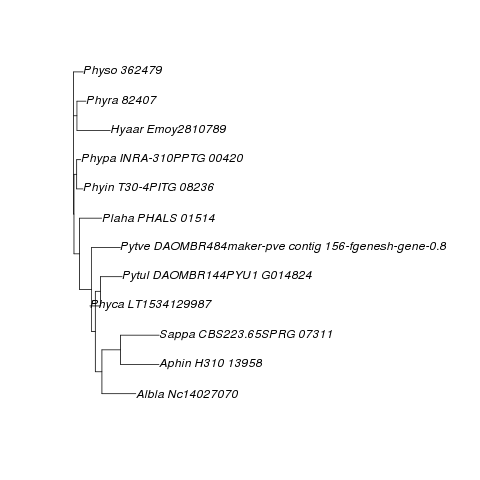 Physo 362479
Phyra 82407
Hyaar Emoy2810789
Phypa INRA-310PPTG 00420
Phyin T30-4PITG 08236
Plaha PHALS 01514
Pytve DAOMBR484maker-pve contig 156-fgenesh-gene-0.8
Pytul DAOMBR144PYU1 G014824
Phyca LT1534129987
Sappa CBS223.65SPRG 07311
Aphin H310 13958
Albla Nc14027070